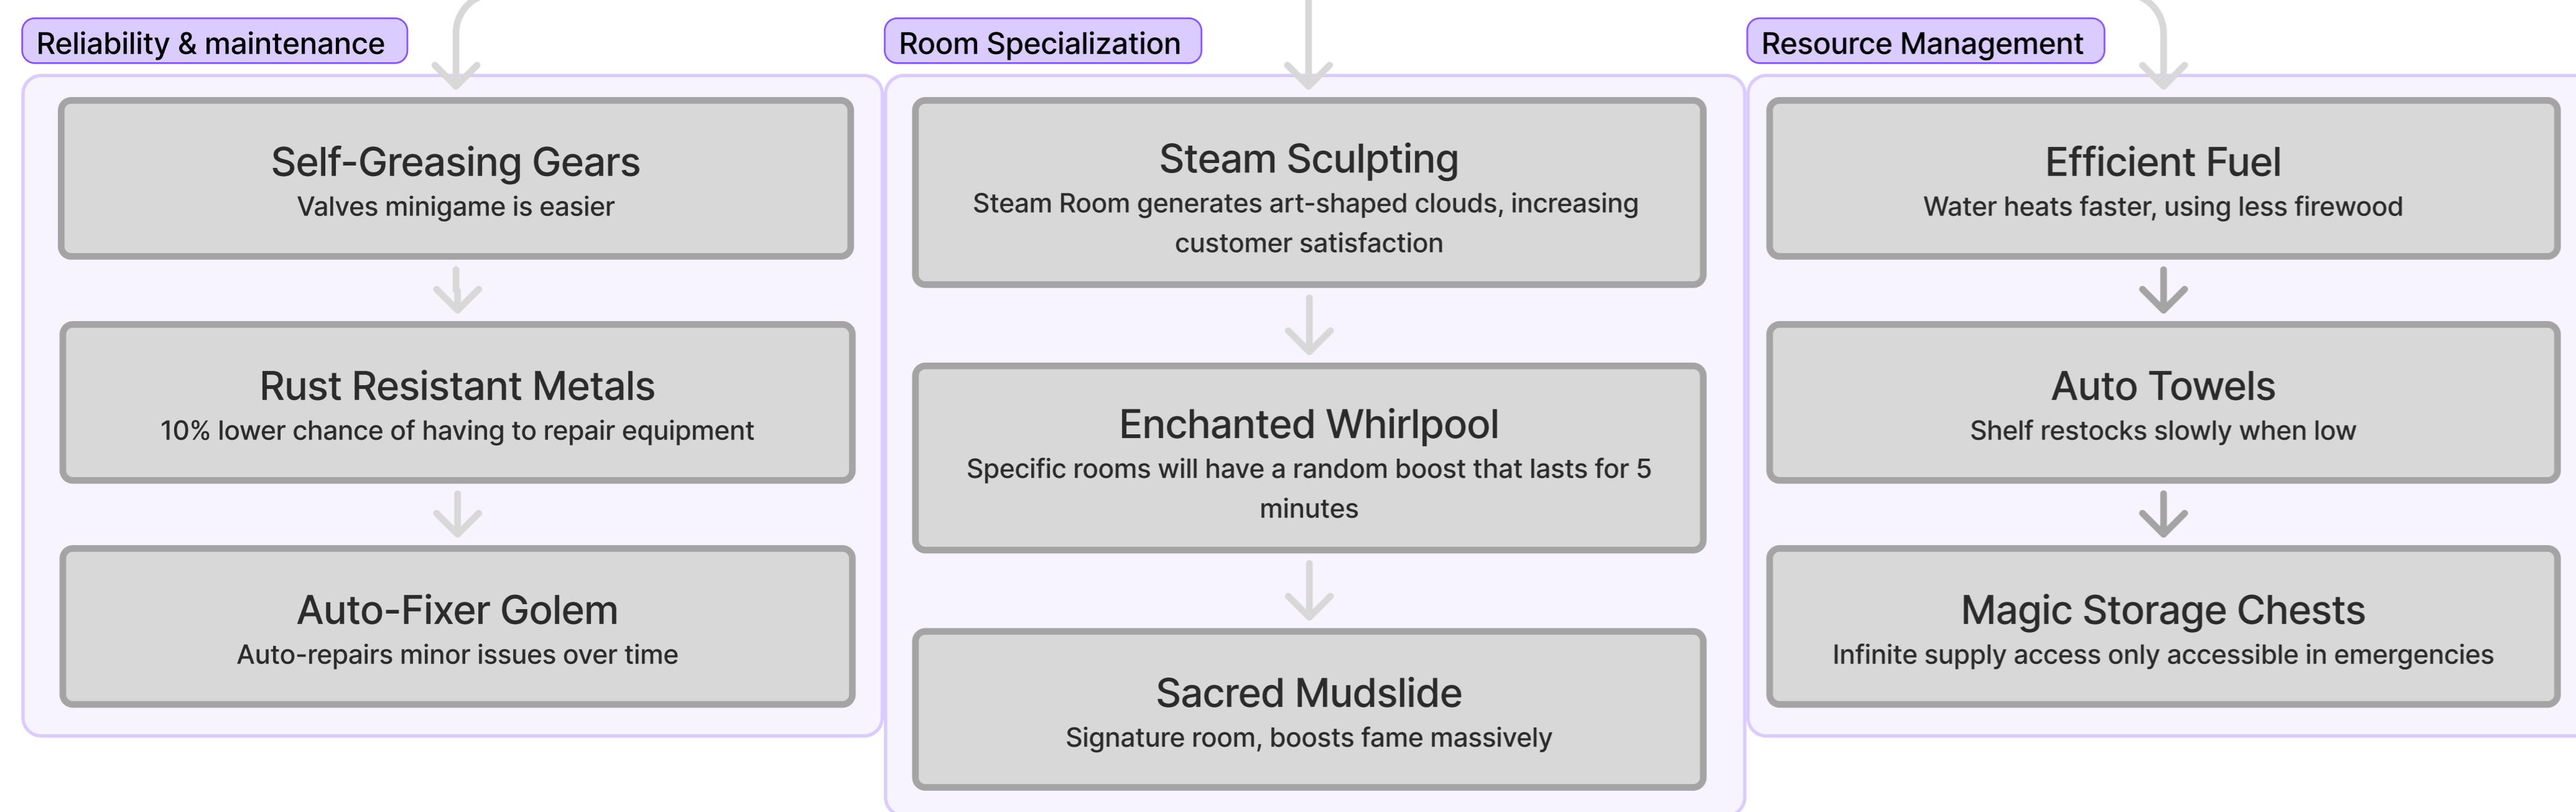 Reliability & maintenance
Self-Greasing Gears
Valves minigame is easier
Rust Resistant Metals
10% lower chance of having to repair equipment
Auto-Fixer Golem
Auto-repairs minor issues over time
Room Specialization
Steam Sculpting
Steam Room generates art-shaped clouds, increasing
customer satisfaction
Enchanted Whirlpool
Specific rooms will have a random boost that lasts for 5
minutes
Sacred Mudslide
Signature room, boosts fame massively
Resource Management
Efficient Fuel
Water heats faster, using less firewood
Auto Towels
Shelf restocks slowly when low
Magic Storage Chests
Infinite supply access only accessible in emergencies